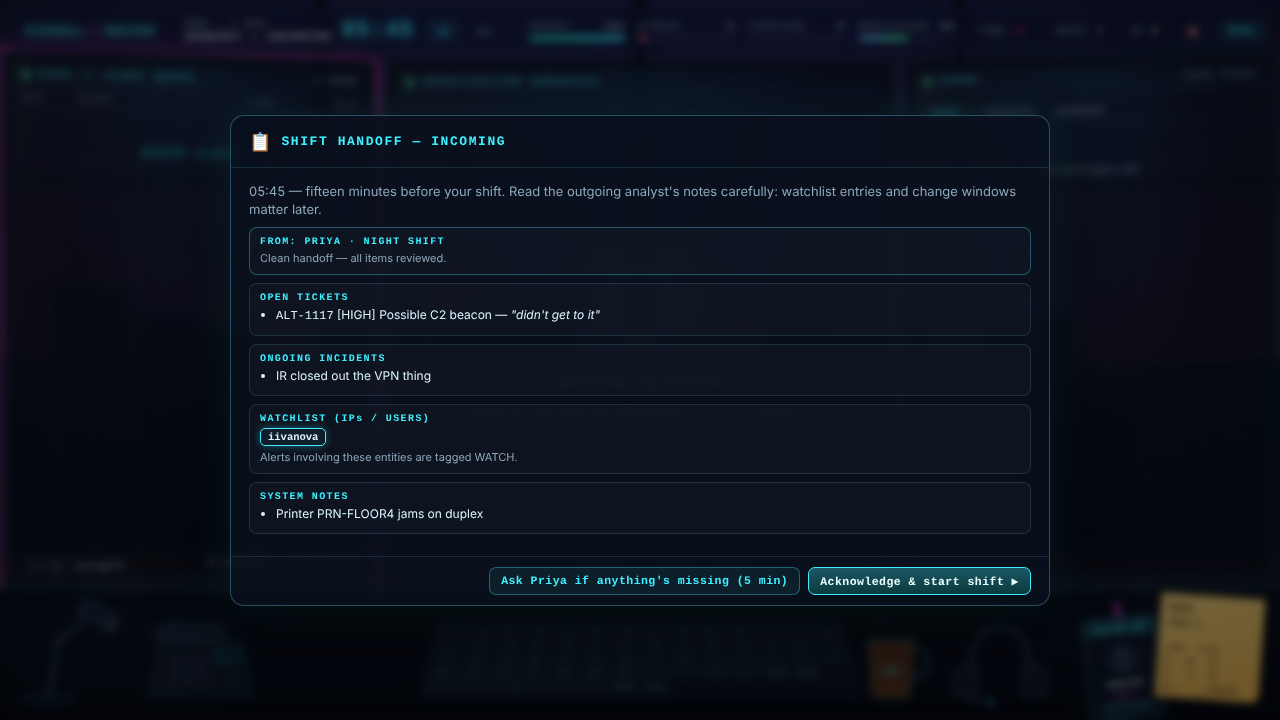 📋 SHIFT HANDOFF — INCOMING
05:45 — fifteen minutes before your shift. Read the outgoing analyst's notes carefully: watchlist entries and change windows
matter later.
FROM: PRIYA · NIGHT SHIFT
Clean handoff — all items reviewed.
OPEN TICKETS
• ALT-1117 [HIGH] Possible C2 beacon — "didn't get to it"
ONGOING INCIDENTS
• IR closed out the VPN thing
WATCHLIST (IPs / USERS)
iivanova
Alerts involving these entities are tagged WATCH.
SYSTEM NOTES
• Printer PRN-FLOOR4 jams on duplex
Ask Priya if anything's missing (5 min)
Acknowledge & start shift ▶